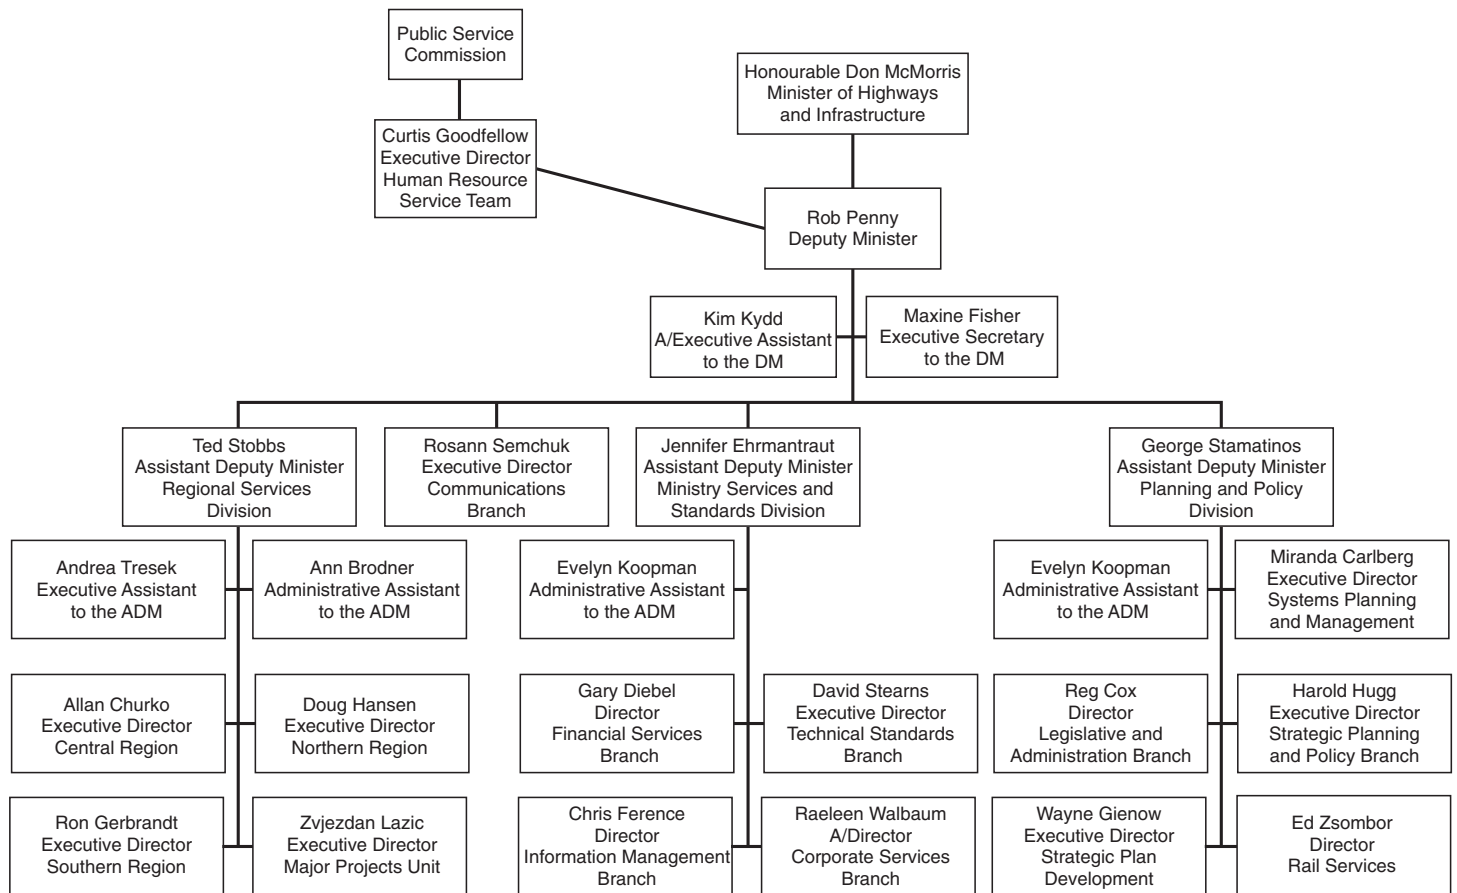 Public Service
Commission
Honourable Don McMorris
Minister of Highways
and Infrastructure
Curtis Goodfellow
Executive Director
Human Resource
Service Team
Rob Penny
Deputy Minister
Kim Kydd
A/Executive Assistant
to the DM
Maxine Fisher
Executive Secretary
to the DM
Ted Stobbs
Assistant Deputy Minister
Regional Services
Division
Rosann Semchuk
Executive Director
Communications
Branch
Jennifer Ehrmantraut
Assistant Deputy Minister
Ministry Services and
Standards Division
George Stamatinos
Assistant Deputy Minister
Planning and Policy
Division
Andrea Tresek
Executive Assistant
to the ADM
Ann Brodner
Administrative Assistant
to the ADM
Evelyn Koopman
Administrative Assistant
to the ADM
Evelyn Koopman
Administrative Assistant
to the ADM
Miranda Carlberg
Executive Director
Systems Planning
and Management
Allan Churko
Executive Director
Central Region
Doug Hansen
Executive Director
Northern Region
Gary Diebel
Director
Financial Services
Branch
David Stearns
Executive Director
Technical Standards
Branch
Reg Cox
Director
Legislative and
Administration Branch
Harold Hugg
Executive Director
Strategic Planning
and Policy Branch
Ron Gerbrandt
Executive Director
Southern Region
Zvjezdan Lazic
Executive Director
Major Projects Unit
Chris Ference
Director
Information Management
Branch
Raeleen Walbaum
A/Director
Corporate Services
Branch
Wayne Gienow
Executive Director
Strategic Plan
Development
Ed Zsombor
Director
Rail Services